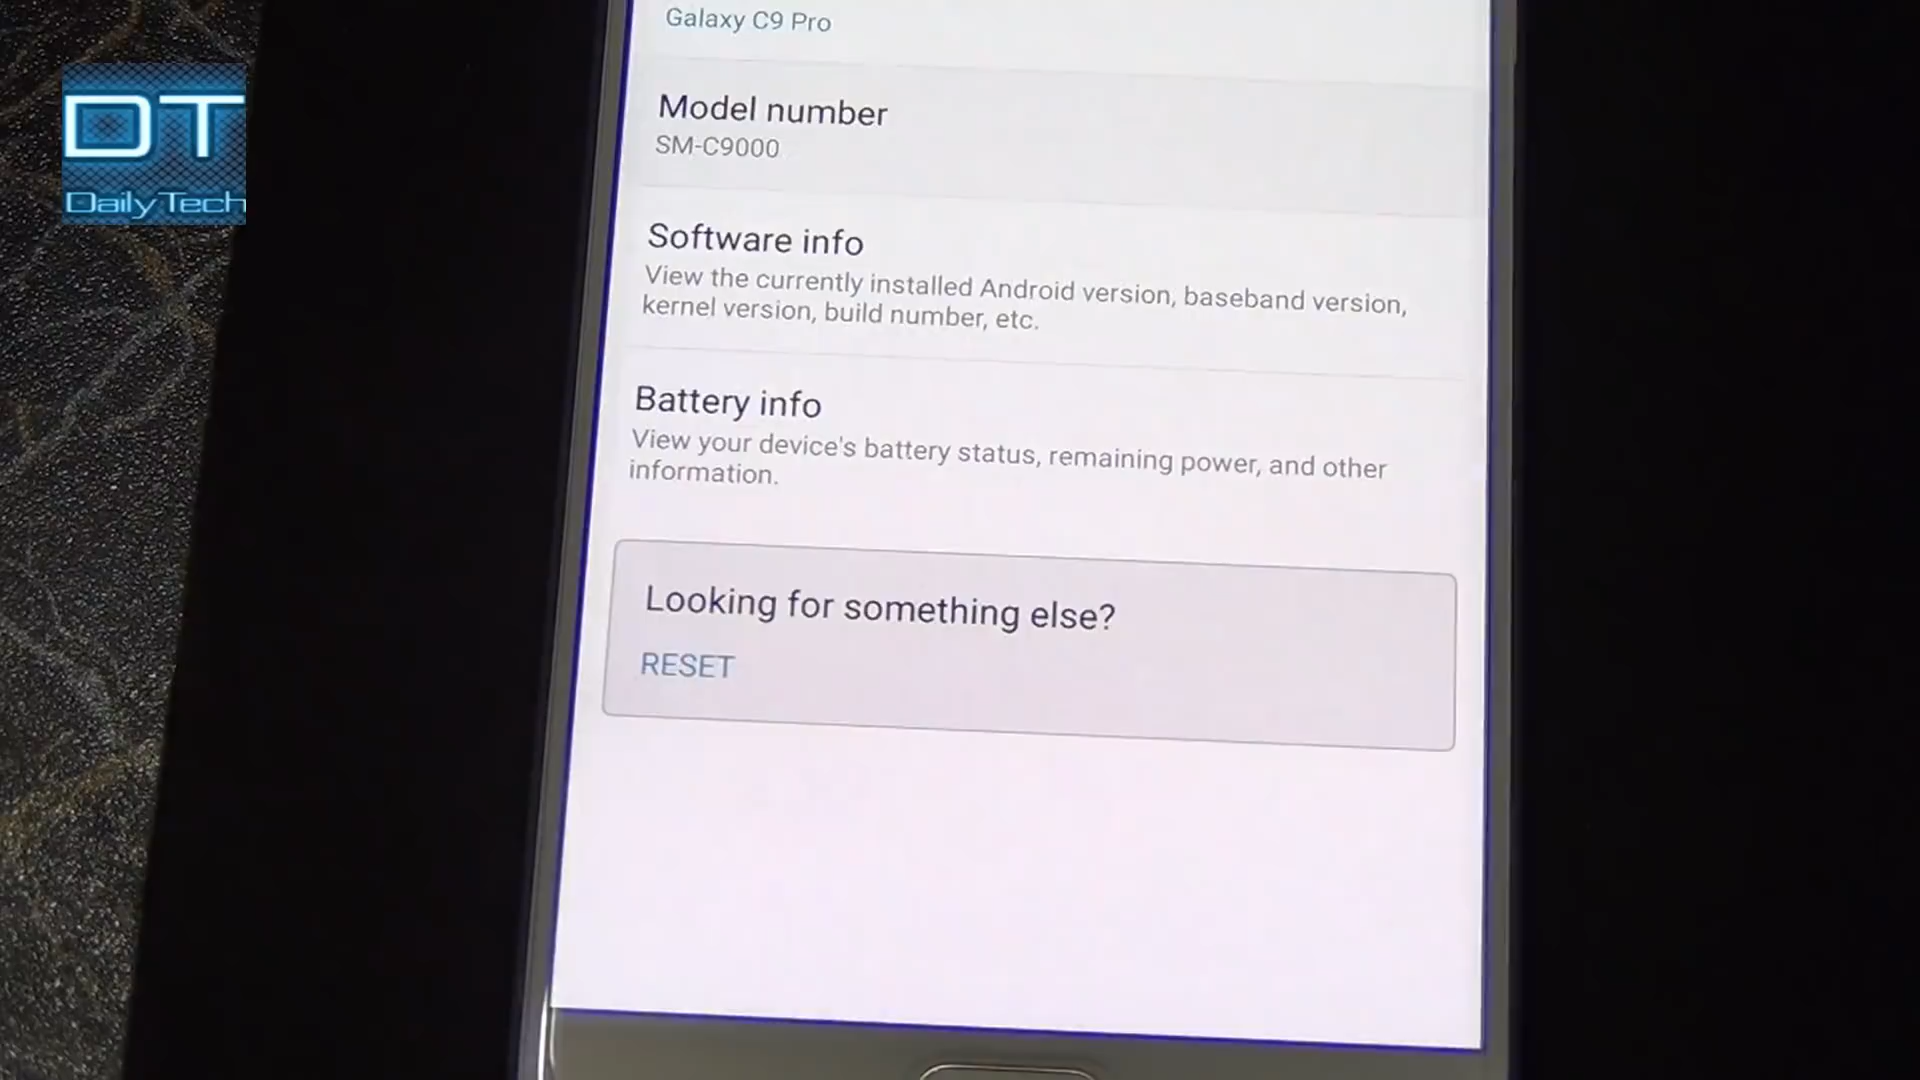 Galaxy C9 Pro
Model number
SM-C9000
Software info
View the currently installed Android version, baseband version,
kernel version, build number, etc.
Battery info
View your device's battery status, remaining power, and other
information.
Looking for something else?
RESET
DT
DailyTech